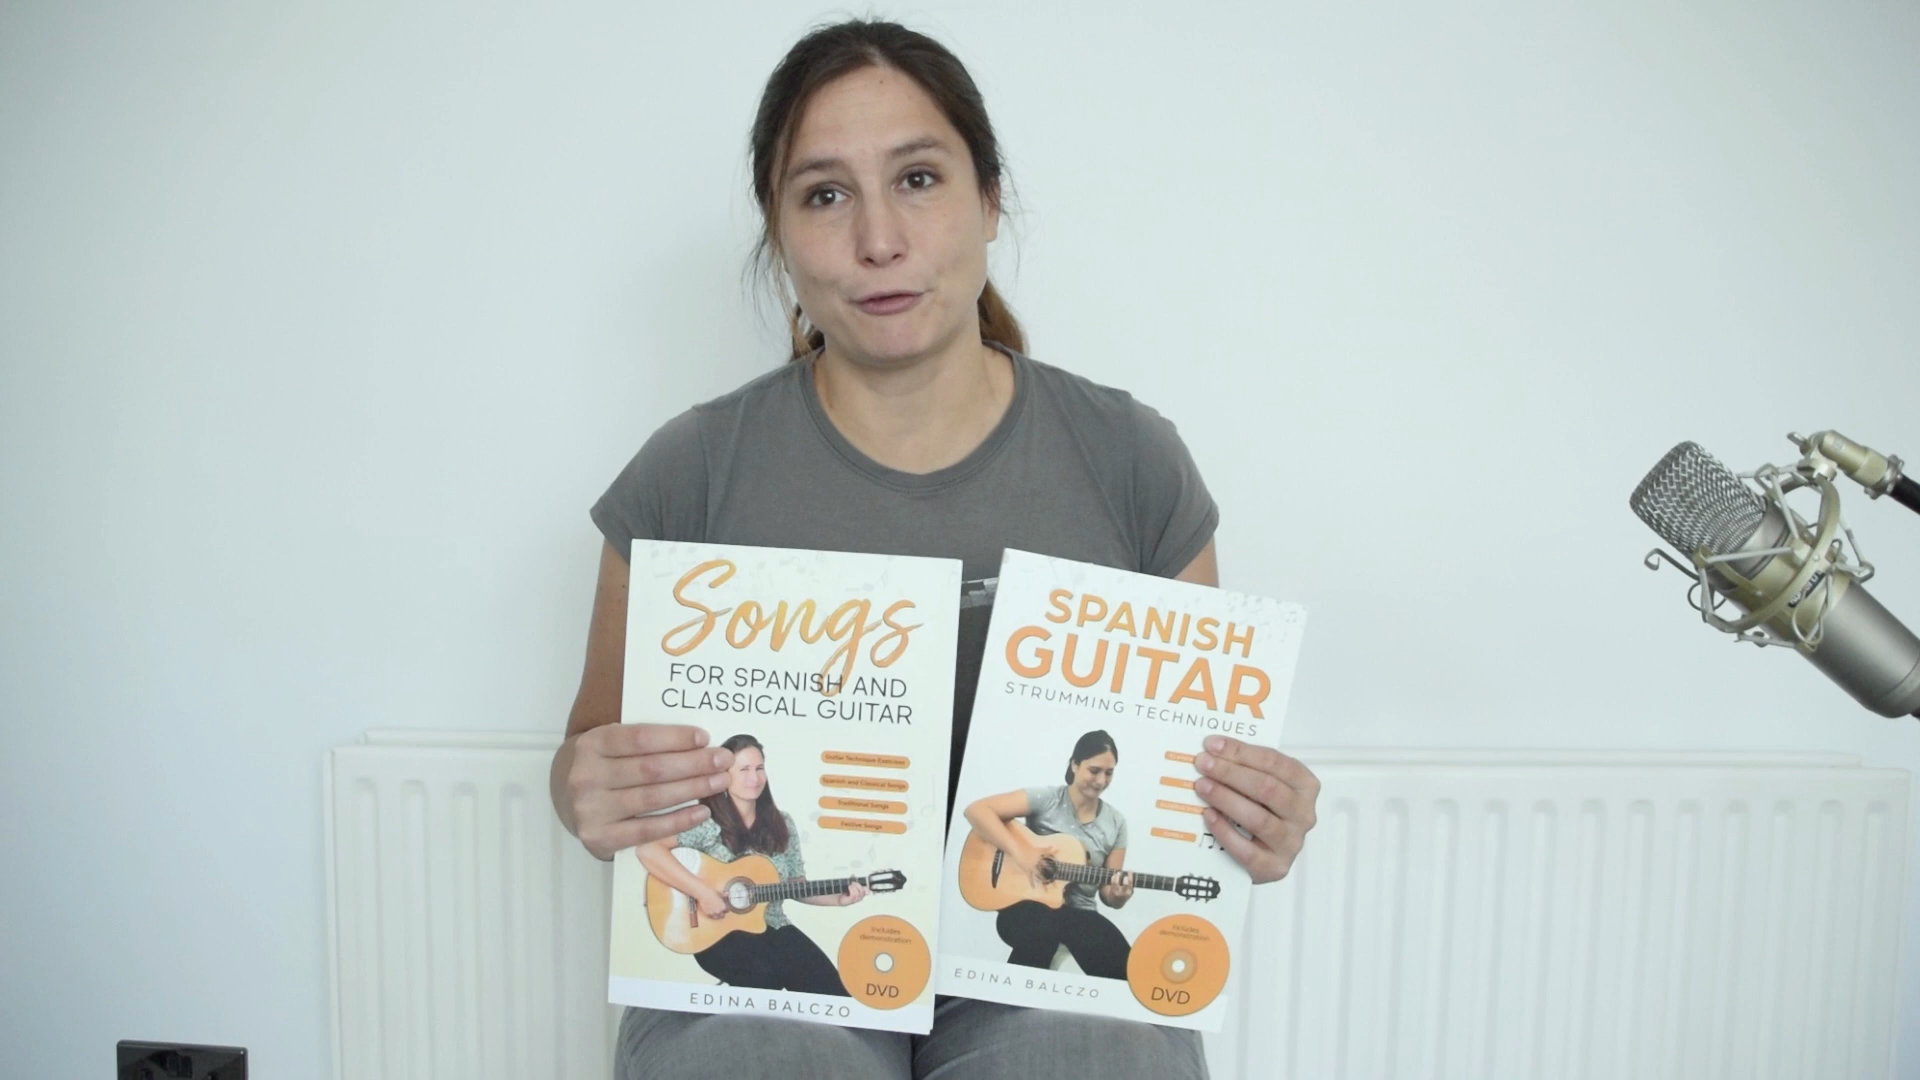 Songs
FOR SPANISH AND
CLASSICAL GUITAR
Guitar Technique Exercises
Spanish and Classical Songs
Traditional Songs
Festive Songs
Includes
demonstration
DVD
EDINA BALCZO
SPANISH
GUITAR
STRUMMING TECHNIQUES
Includes
demonstration
DVD
EDINA BALCZO